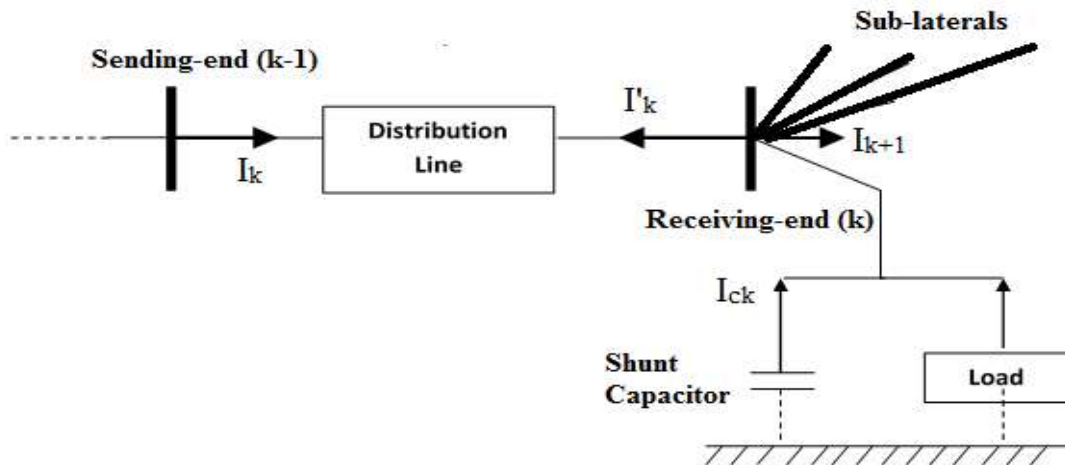 Sub-laterals
Sending-end (k-1)
I'k
Distribution
Line
Ik
Ik+1
Receiving-end (k)
Ick
Shunt
Capacitor
Load